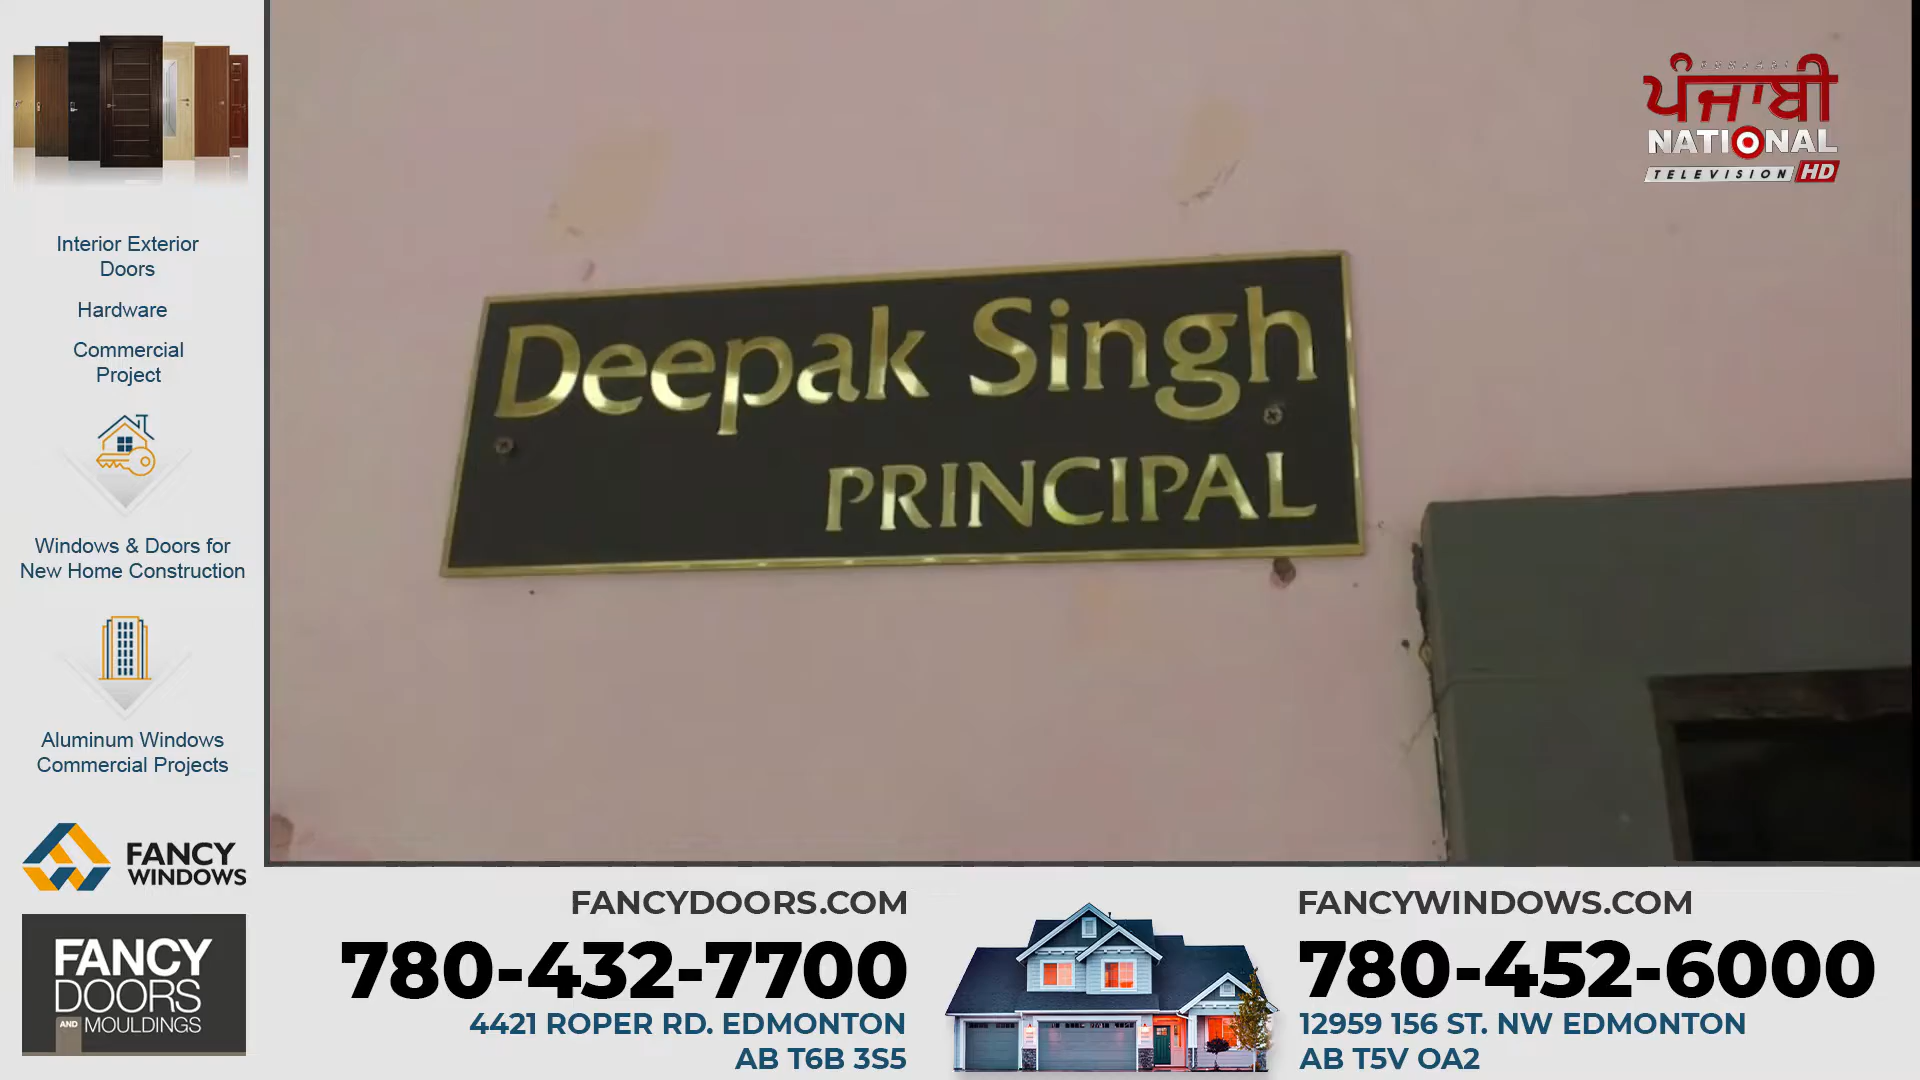 Interior Exterior
Doors
Hardware
Commercial
Project
Windows & Doors for
New Home Construction
Aluminum Windows
Commercial Projects
FANCY
WINDOWS
FANCY
DOORS
AND MOULDINGS
Deepak Singh
PRINCIPAL
PUNJABI
ਪੰਜਾਬੀ
NATIONAL
TELEVISION HD
FANCYDOORS.COM
780-432-7700
4421 ROPER RD. EDMONTON
AB T6B 3S5
FANCYWINDOWS.COM
780-452-6000
12959 156 ST. NW EDMONTON
AB T5V OA2